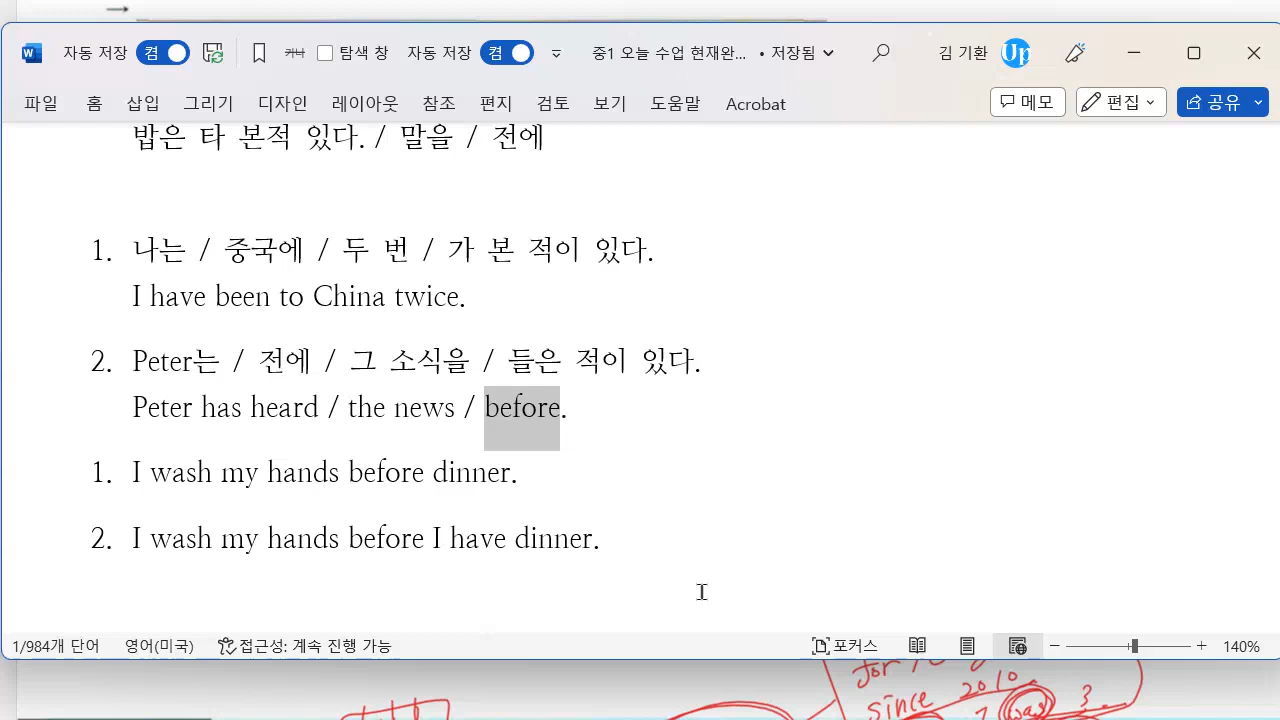 자동 저장 켬 가나 탐색 창 자동 저장 켬 중1 오늘 수업 현재완... • 저장됨 김 기환 Up
파일 홈 삽입 그리기 디자인 레이아웃 참조 편지 검토 보기 도움말 Acrobat 메모 편집 공유
밥은 타 본적 있다. / 말을 / 전에
1. 나는 / 중국에 / 두 번 / 가 본 적이 있다.
I have been to China twice.
2. Peter는 / 전에 / 그 소식을 / 들은 적이 있다.
Peter has heard / the news / before.
1. I wash my hands before dinner.
2. I wash my hands before I have dinner.
1/984개 단어 영어(미국) 접근성: 계속 진행 가능 포커스 140%
for
since 2010.
was 3